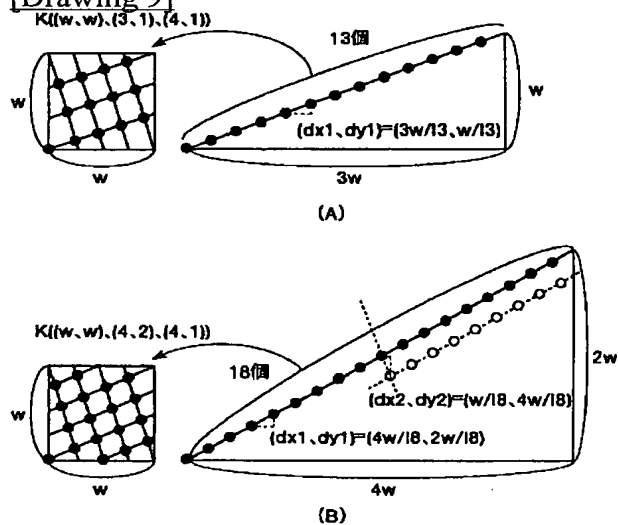 [Drawing 9]
K((w、w)、(3、1)、(4、1))
13個
w
w
(dx1、dy1)=(3w/13、w/13)
w
3w
(A)
K((w、w)、(4、2)、(4、1))
18個
2w
w
(dx2、dy2)=(w/18、4w/18)
(dx1、dy1)=(4w/18、2w/18)
w
4w
(B)